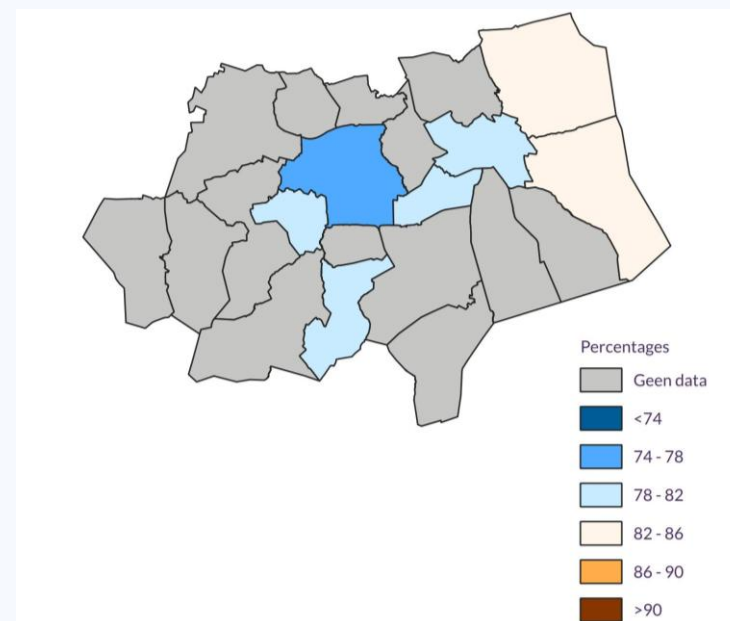 Percentages
Geen data
<74
74 - 78
78 - 82
82 - 86
86 - 90
>90